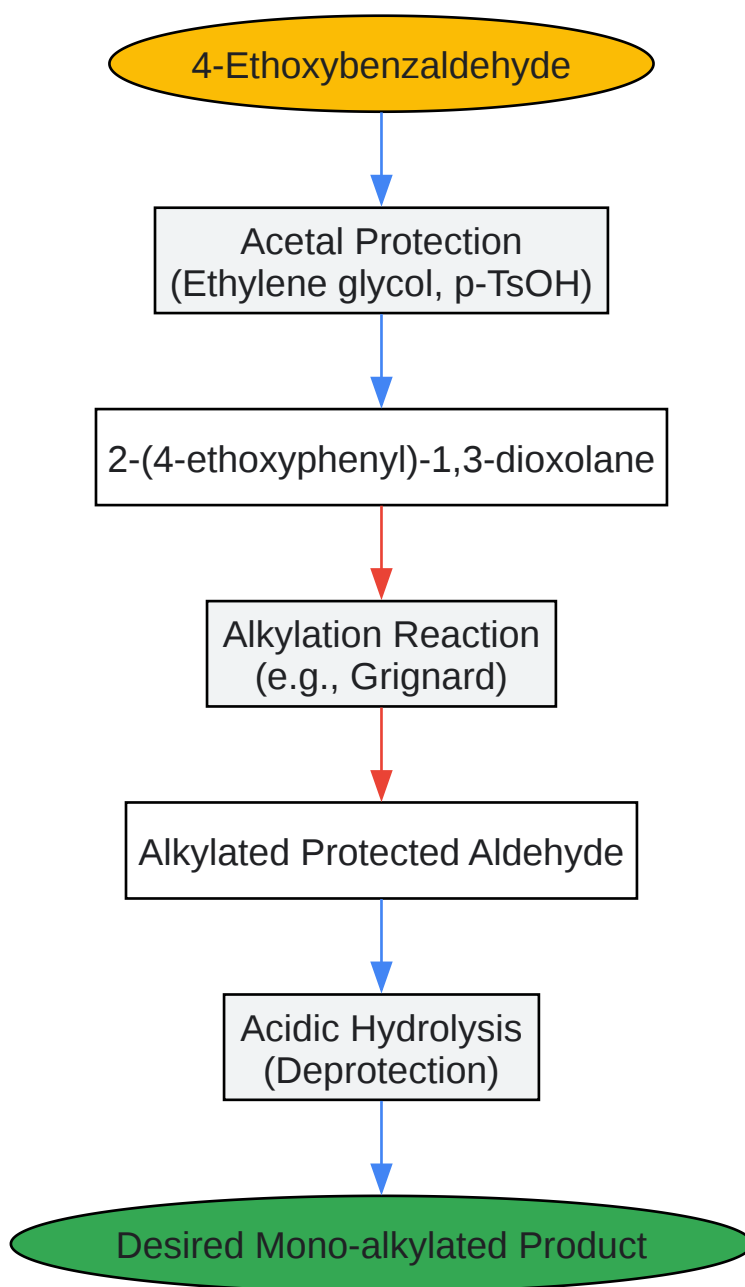 4-Ethoxybenzaldehyde
Acetal Protection
(Ethylene glycol, p-TsOH)
2-(4-ethoxyphenyl)-1,3-dioxolane
Alkylation Reaction
(e.g., Grignard)
Alkylated Protected Aldehyde
Acidic Hydrolysis
(Deprotection)
Desired Mono-alkylated Product